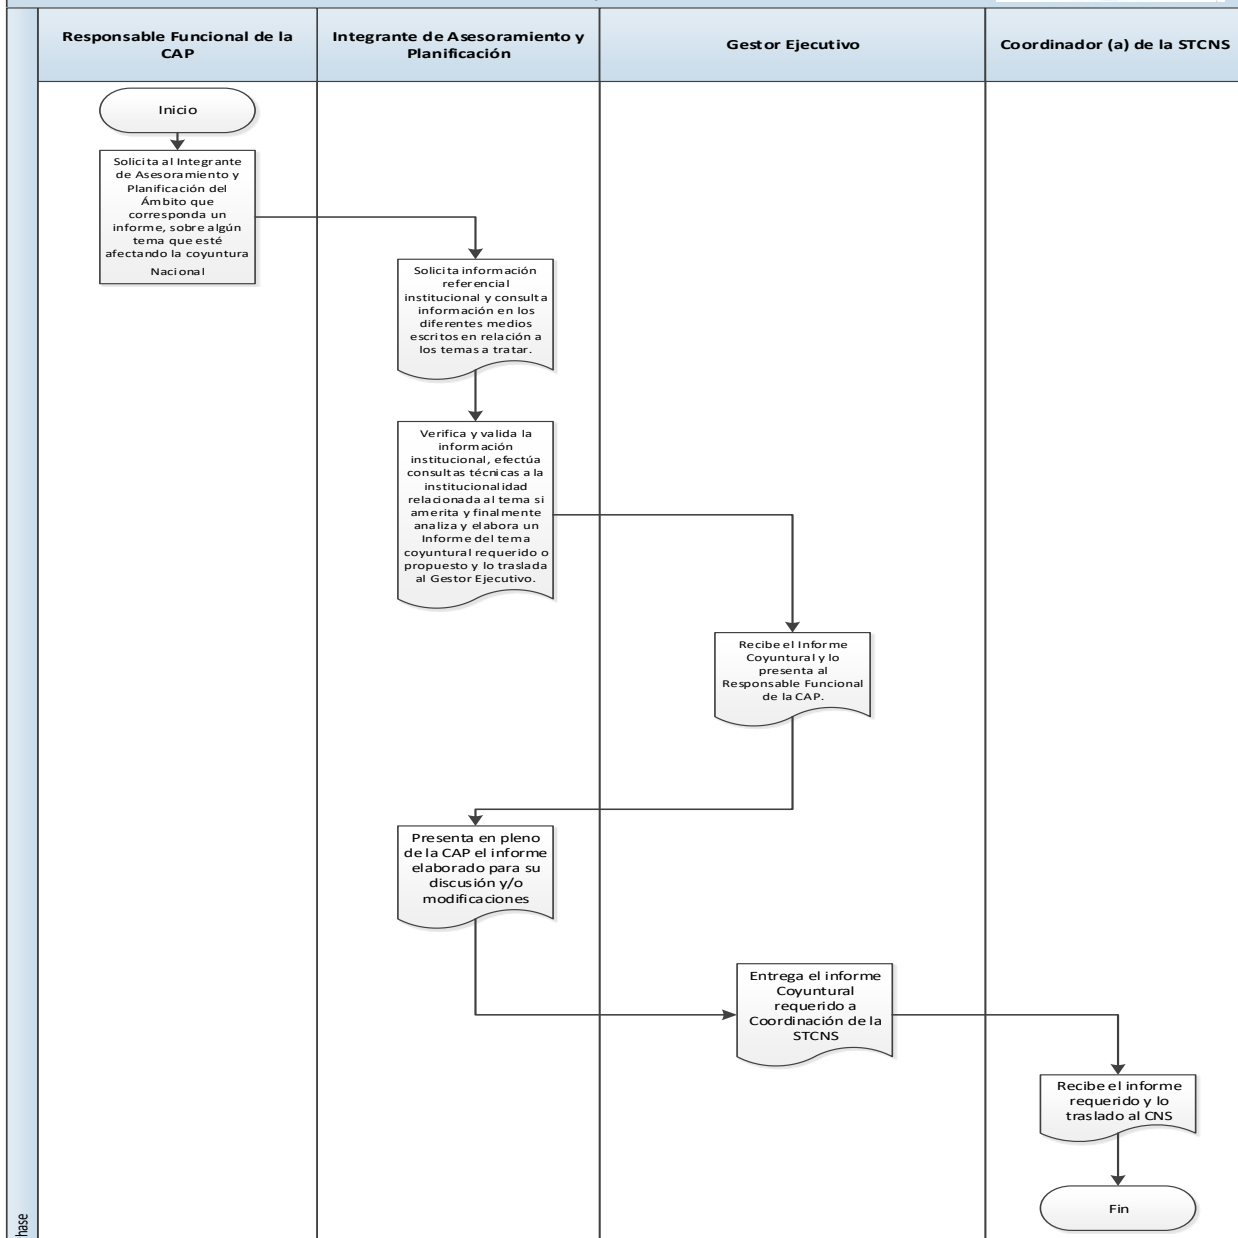 Responsable Funcional de la
CAP
Integrante de Asesoramiento y
Planificación
Gestor Ejecutivo
Coordinador (a) de la STCNS
Inicio
Solicita al Integrante
de Asesoramiento y
Planificación del
Ámbito que
corresponda un
informe, sobre algún
tema que esté
afectando la coyuntura
Nacional
Solicita información
referencial
institucional y consulta
información en los
diferentes medios
escritos en relación a
los temas a tratar.
Verifica y valida la
información
institucional, efectúa
consultas técnicas a la
institucionalidad
relacionada al tema si
amerita y finalmente
analiza y elabora un
Informe del tema
coyuntural requerido o
propuesto y lo traslada
al Gestor Ejecutivo.
Recibe el Informe
Coyuntural y lo
presenta al
Responsable Funcional
de la CAP.
Presenta en pleno
de la CAP el informe
elaborado para su
discusión y/o
modificaciones
Entrega el informe
Coyuntural
requerido a
Coordinación de la
STCNS
Recibe el informe
requerido y lo
traslado al CNS
Fin
hase